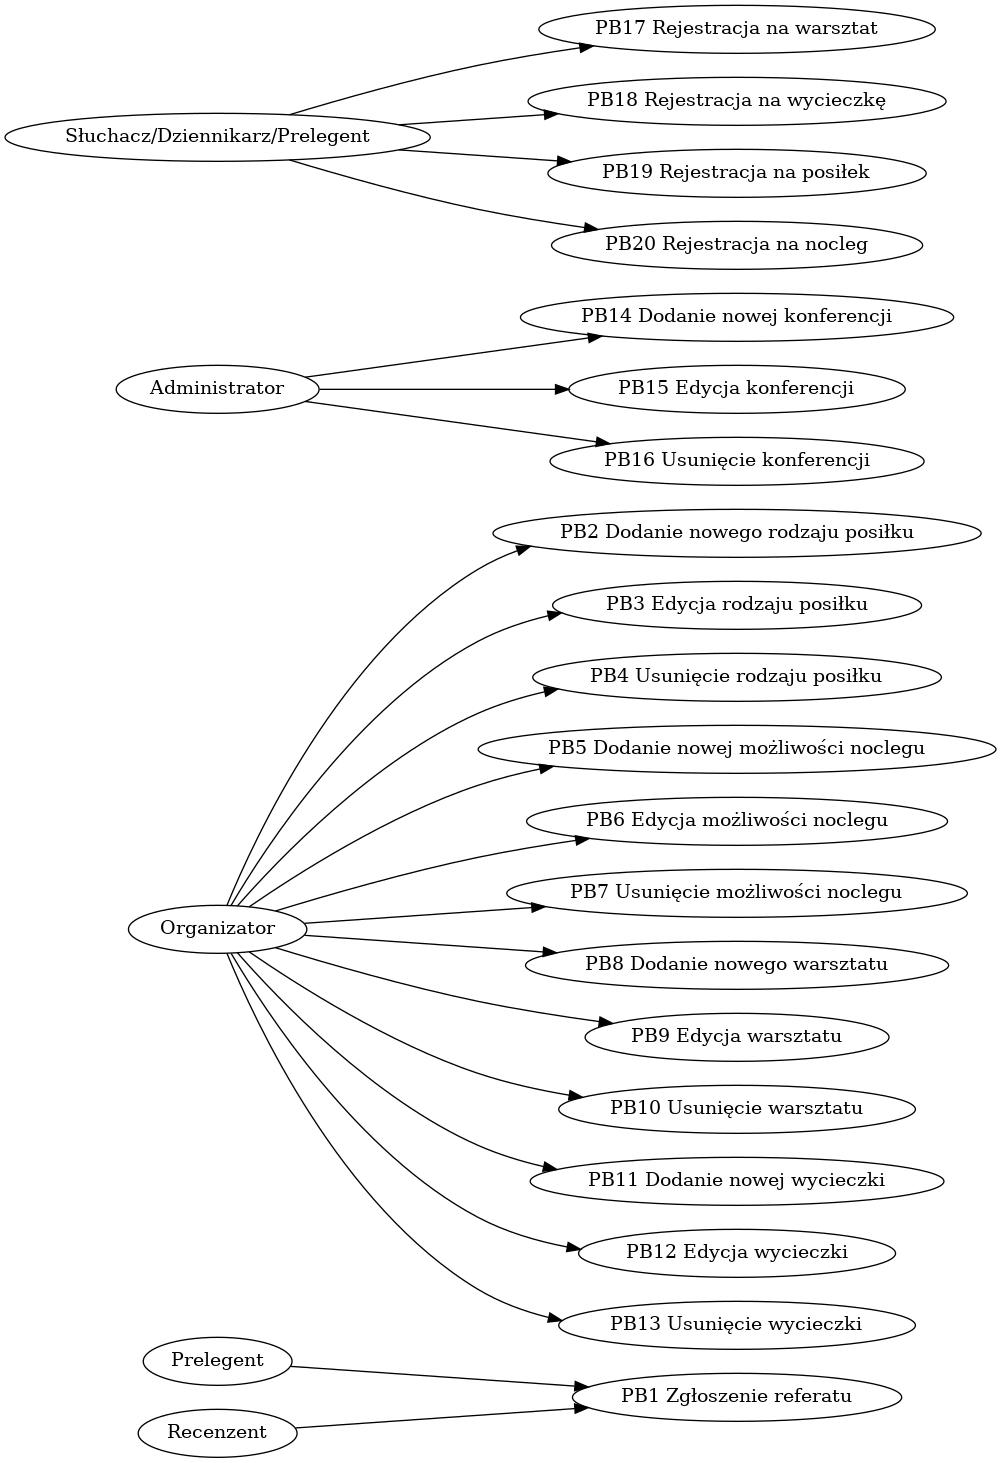 PB17 Rejestracja na warsztat
PB18 Rejestracja na wycieczkę
Słuchacz/Dziennikarz/Prelegent
PB19 Rejestracja na posiłek
PB20 Rejestracja na nocleg
PB14 Dodanie nowej konferencji
Administrator
PB15 Edycja konferencji
PB16 Usunięcie konferencji
PB2 Dodanie nowego rodzaju posiłku
PB3 Edycja rodzaju posiłku
PB4 Usunięcie rodzaju posiłku
PB5 Dodanie nowej możliwości noclegu
PB6 Edycja możliwości noclegu
PB7 Usunięcie możliwości noclegu
Organizator
PB8 Dodanie nowego warsztatu
PB9 Edycja warsztatu
PB10 Usunięcie warsztatu
PB11 Dodanie nowej wycieczki
PB12 Edycja wycieczki
PB13 Usunięcie wycieczki
Prelegent
PB1 Zgłoszenie referatu
Recenzent